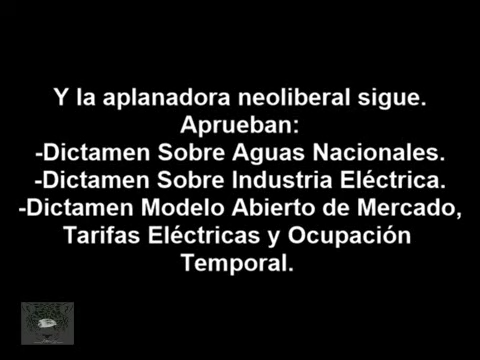 Y la aplanadora neoliberal sigue.
Aprueban:
-Dictamen Sobre Aguas Nacionales.
-Dictamen Sobre Industria Eléctrica.
-Dictamen Modelo Abierto de Mercado,
Tarifas Eléctricas y Ocupación
Temporal.